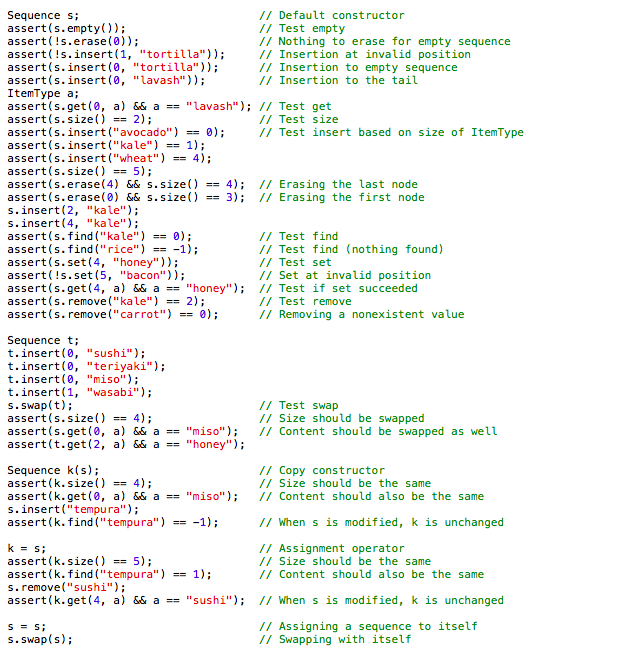 Sequence s;                           // Default constructor
assert(s.empty());                    // Test empty
assert(!s.erase(0));                  // Nothing to erase for empty sequence
assert(!s.insert(1, "tortilla"));     // Insertion at invalid position
assert(s.insert(0, "tortilla"));      // Insertion to empty sequence
assert(s.insert(0, "lavash"));        // Insertion to the tail
ItemType a;
assert(s.get(0, a) && a == "lavash"); // Test get
assert(s.size() == 2);                // Test size
assert(s.insert("avocado") == 0);     // Test insert based on size of ItemType
assert(s.insert("kale") == 1);
assert(s.insert("wheat") == 4);
assert(s.size() == 5);
assert(s.erase(4) && s.size() == 4);  // Erasing the last node
assert(s.erase(0) && s.size() == 3);  // Erasing the first node
s.insert(2, "kale");
s.insert(4, "kale");
assert(s.find("kale") == 0);          // Test find
assert(s.find("rice") == -1);         // Test find (nothing found)
assert(s.set(4, "honey"));            // Test set
assert(!s.set(5, "bacon"));           // Set at invalid position
assert(s.get(4, a) && a == "honey");  // Test if set succeeded
assert(s.remove("kale") == 2);        // Test remove
assert(s.remove("carrot") == 0);      // Removing a nonexistent value

Sequence t;
t.insert(0, "sushi");
t.insert(0, "teriyaki");
t.insert(0, "miso");
t.insert(1, "wasabi");
s.swap(t);                            // Test swap
assert(s.size() == 4);                // Size should be swapped
assert(s.get(0, a) && a == "miso");   // Content should be swapped as well
assert(t.get(2, a) && a == "honey");

Sequence k(s);                        // Copy constructor
assert(k.size() == 4);                // Size should be the same
assert(k.get(0, a) && a == "miso");   // Content should also be the same
s.insert("tempura");
assert(k.find("tempura") == -1);      // When s is modified, k is unchanged

k = s;                                // Assignment operator
assert(k.size() == 5);                // Size should be the same
assert(k.find("tempura") == 1);       // Content should also be the same
s.remove("sushi");
assert(k.get(4, a) && a == "sushi");  // When s is modified, k is unchanged

s = s;                                // Assigning a sequence to itself
s.swap(s);                            // Swapping with itself